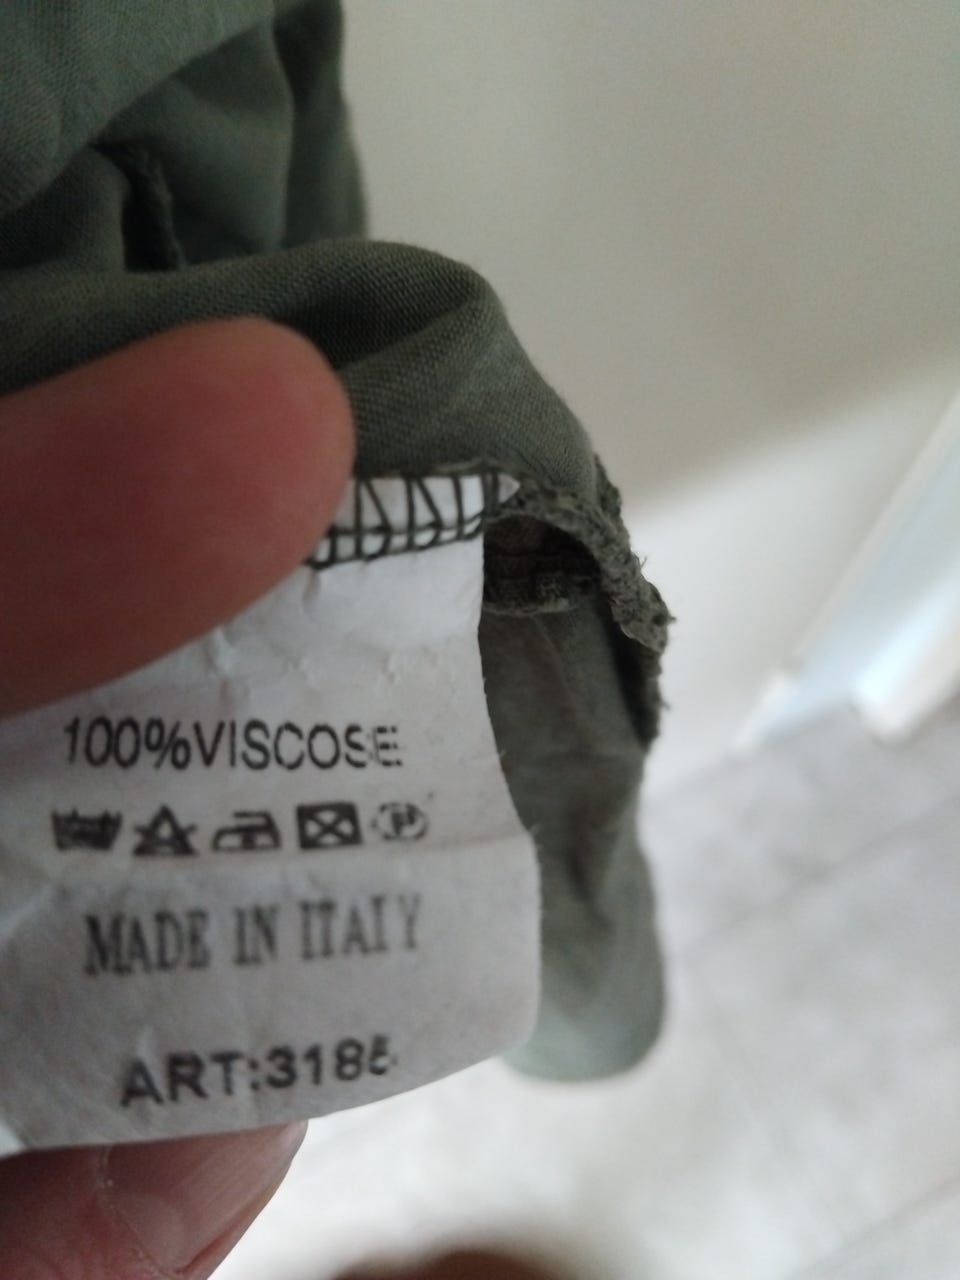 100%VISCOSE
P
MADE IN ITALY
ART:3185